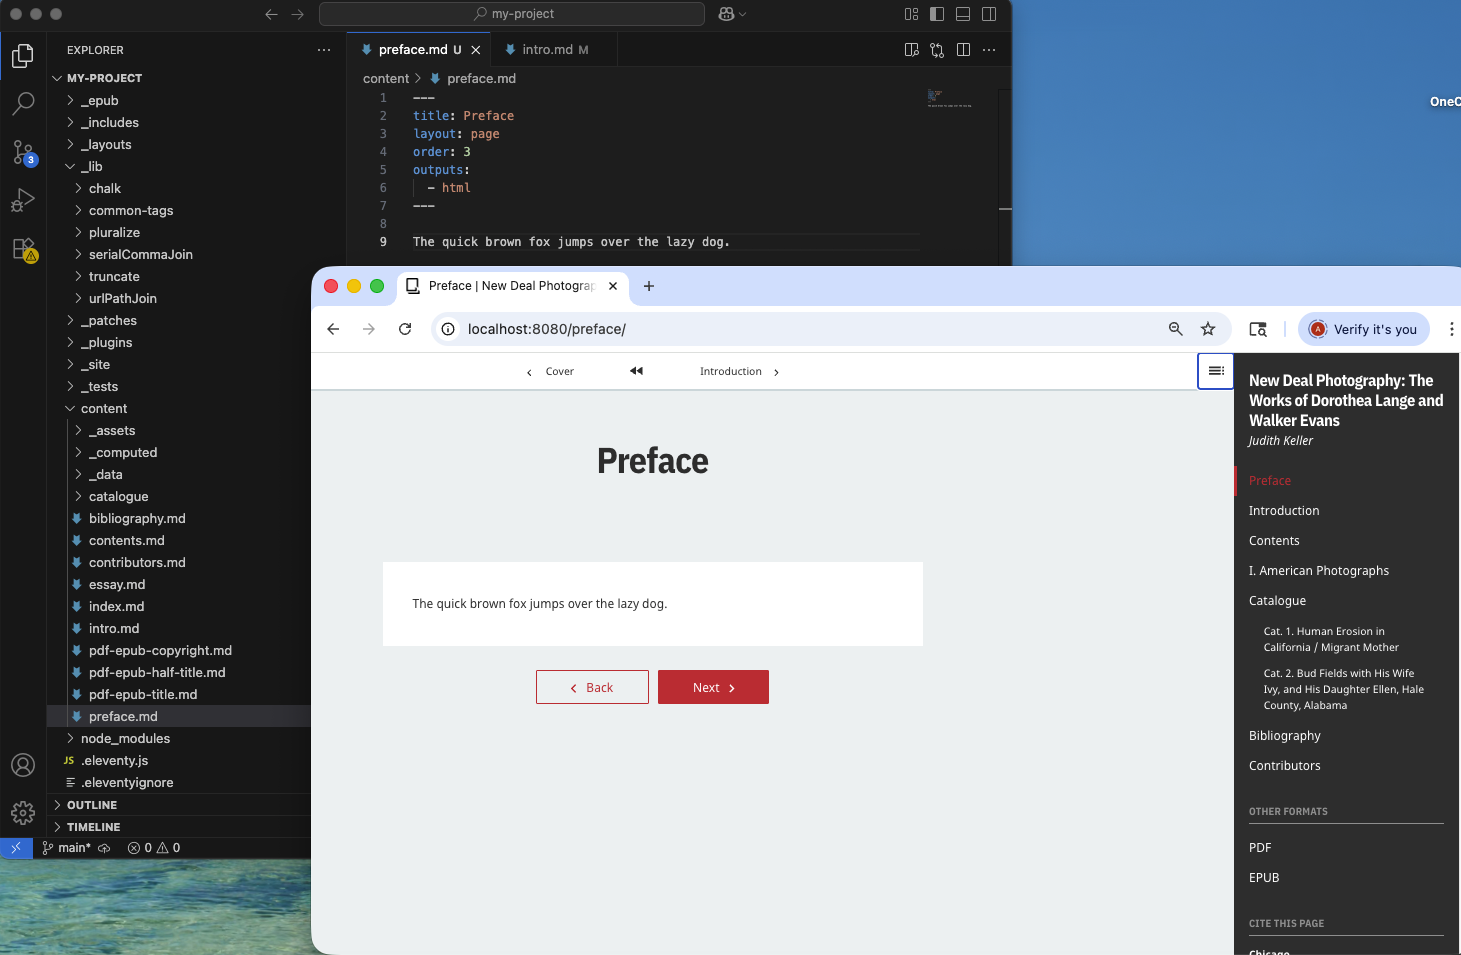 my-project
EXPLORER
preface.md U
intro.md M
MY-PROJECT
_epub
_includes
_layouts
_lib
chalk
common-tags
pluralize
serialCommaJoin
truncate
urlPathJoin
_patches
_plugins
_site
_tests
content
_assets
_computed
_data
catalogue
bibliography.md
contents.md
contributors.md
essay.md
index.md
intro.md
pdf-epub-copyright.md
pdf-epub-half-title.md
pdf-epub-title.md
preface.md
node_modules
JS .eleventy.js
.eleventyignore
OUTLINE
TIMELINE
main*
0 0
3
content > preface.md
1 ---
2 title: Preface
3 layout: page
4 order: 3
5 outputs:
6 - html
7 ---
8
9 The quick brown fox jumps over the lazy dog.
OneC
Preface | New Deal Photogra
localhost:8080/preface/
A Verify it's you
Cover
Introduction
Preface
The quick brown fox jumps over the lazy dog.
Back
Next
New Deal Photography: The
Works of Dorothea Lange and
Walker Evans
Judith Keller
Preface
Introduction
Contents
I. American Photographs
Catalogue
Cat. 1. Human Erosion in
California / Migrant Mother
Cat. 2. Bud Fields with His Wife
Ivy, and His Daughter Ellen, Hale
County, Alabama
Bibliography
Contributors
OTHER FORMATS
PDF
EPUB
CITE THIS PAGE
Chicago